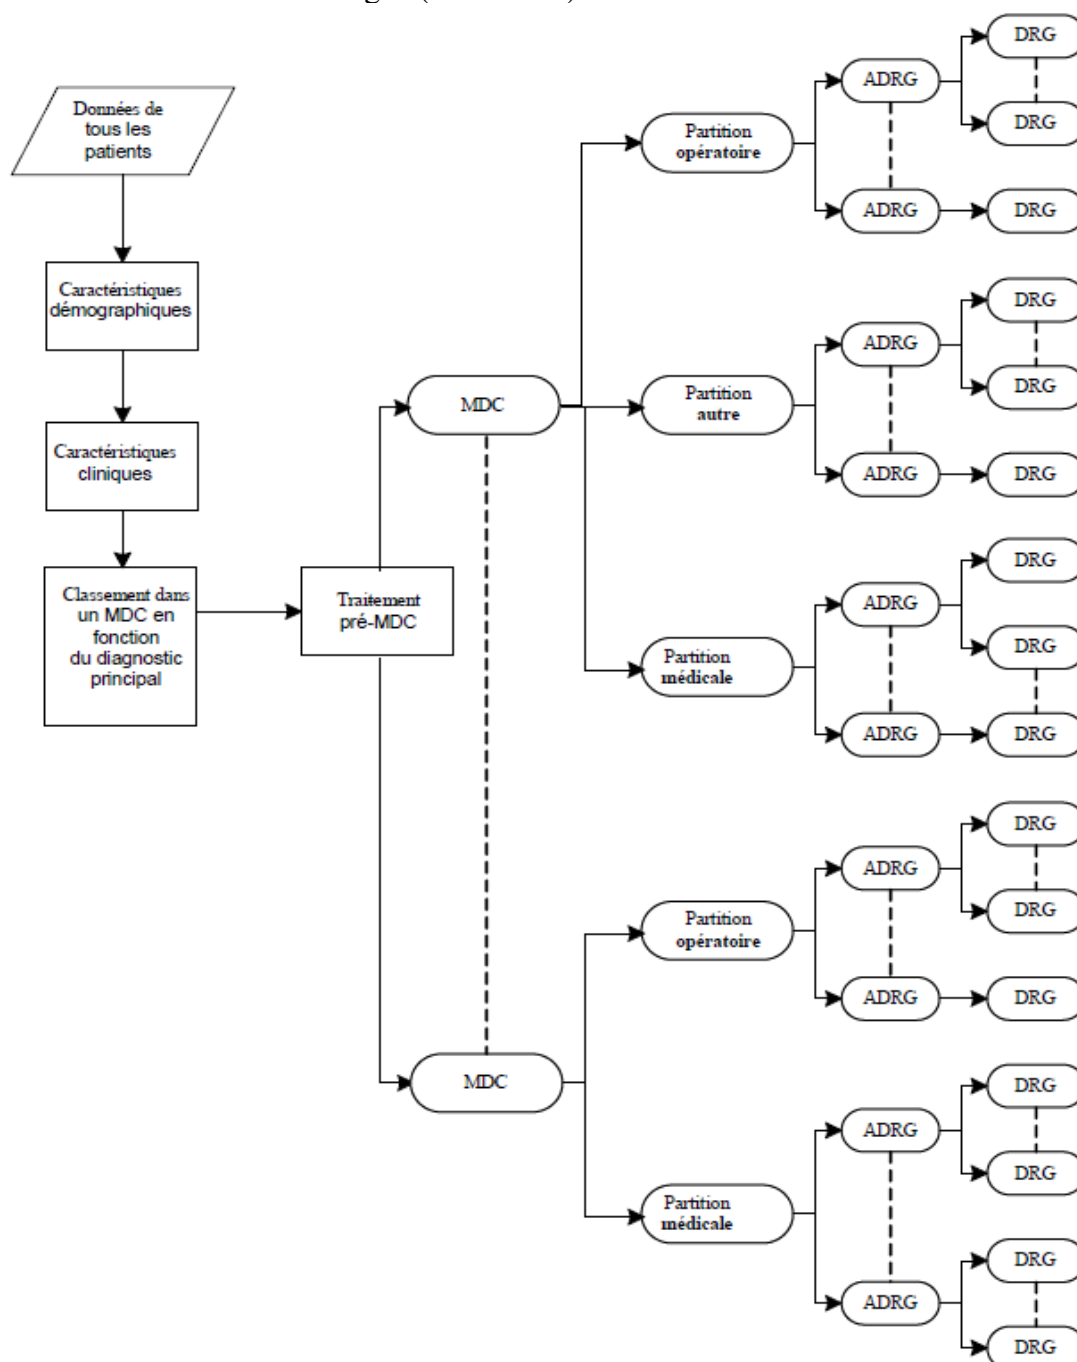 Données de
tous les
patients
Caractéristiques
démographiques
Caractéristiques
cliniques
Classement dans
un MDC en
fonction
du diagnostic
principal
Traitement
pré-MDC
MDC
MDC
Partition
opératoire
ADRG
DRG
DRG
ADRG
DRG
Partition
autre
ADRG
DRG
DRG
ADRG
DRG
Partition
médicale
ADRG
DRG
DRG
ADRG
DRG
Partition
opératoire
ADRG
DRG
DRG
ADRG
DRG
Partition
médicale
ADRG
DRG
DRG
ADRG
DRG
DRG